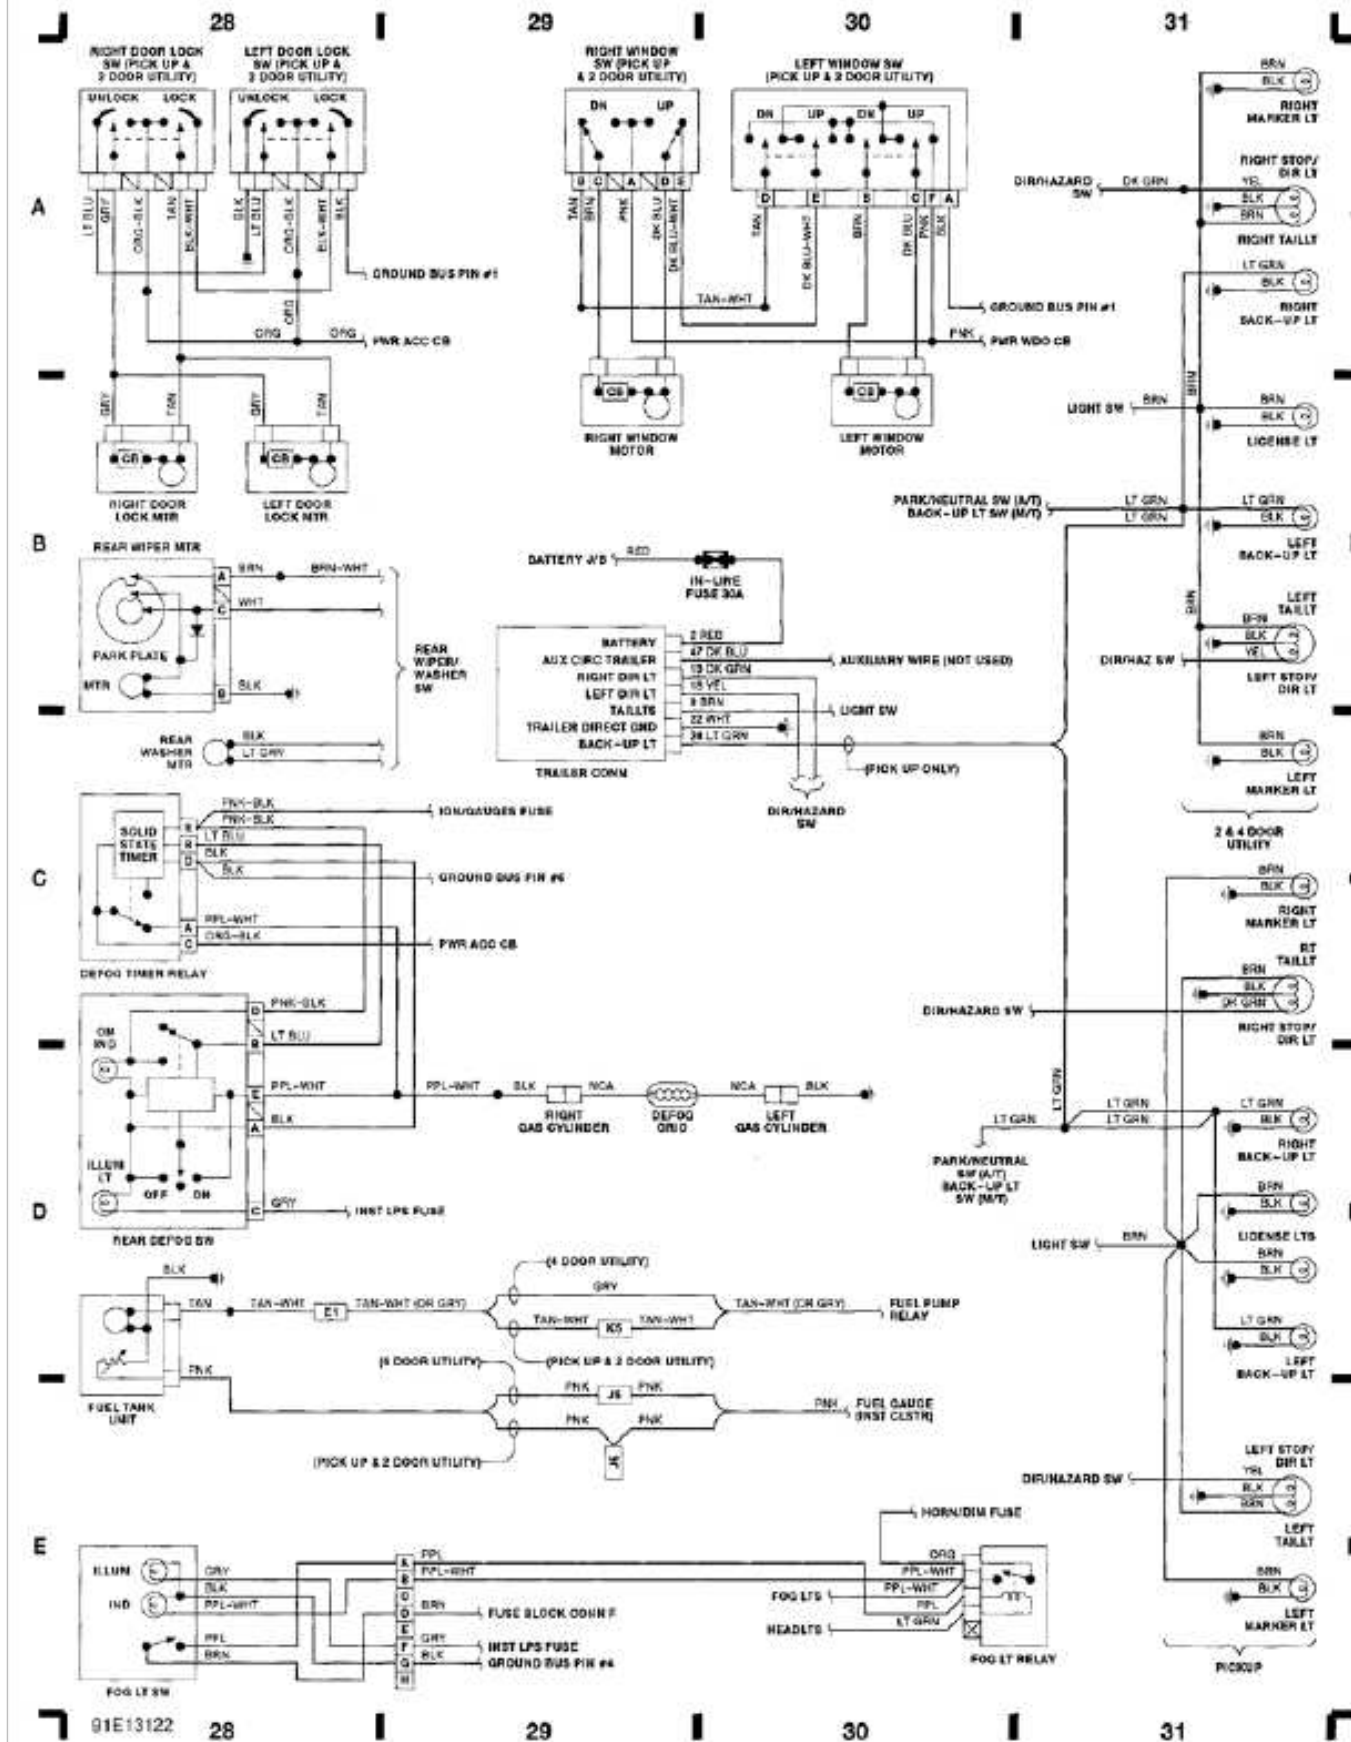 28 29 30 31
RIGHT DOOR LOCK
SW (PICK UP &
2 DOOR UTILITY)
UNLOCK LOCK
LEFT DOOR LOCK
SW (PICK UP &
2 DOOR UTILITY)
UNLOCK LOCK
RIGHT WINDOW
SW (PICK UP
& 2 DOOR UTILITY)
DN UP
LEFT WINDOW SW
(PICK UP & 2 DOOR UTILITY)
DN UP DN UP
B C A D E
D E B C F A
A
LT BLU GRY ORG-BLK TAN BLK-WHT
BLK LT BLU ORG-BLK BLK-WHT BLK
TAN BRN PNK DK BLU DK BLU-WHT
TAN DK BLU-WHT BRN DK BLU PNK BLK
GROUND BUS PIN #1
TAN-WHT
GROUND BUS PIN #1
ORG
ORG ORG
PWR ACC CB
PNK
PWR WDO CB
GRY TAN GRY TAN
CB CB
RIGHT DOOR
LOCK MTR
LEFT DOOR
LOCK MTR
CB
RIGHT WINDOW
MOTOR
CB
LEFT WINDOW
MOTOR
BRN
BLK
RIGHT
MARKER LT
RIGHT STOP/
DIR LT
DIR/HAZARD
SW
DK GRN
YEL
BLK
BRN
RIGHT TAILLT
LT GRN
BLK
RIGHT
BACK-UP LT
BRN
LIGHT SW
BRN
BRN
BLK
LICENSE LT
PARK/NEUTRAL SW (A/T)
BACK-UP LT SW (M/T)
LT GRN
LT GRN
LT GRN
BLK
LEFT
BACK-UP LT
BRN
LEFT
TAILLT
BRN
BLK
YEL
DIR/HAZ SW
LEFT STOP/
DIR LT
BRN
BLK
LEFT
MARKER LT
2 & 4 DOOR
UTILITY
B
REAR WIPER MTR
A BRN BRN-WHT
C WHT
PARK PLATE
MTR
B BLK
REAR
WIPER/
WASHER
SW
REAR
WASHER
MTR
BLK
LT GRN
BATTERY J/B
RED
IN-LINE
FUSE 30A
BATTERY 2 RED
AUX CIRC TRAILER 47 DK BLU
AUXILIARY WIRE (NOT USED)
RIGHT DIR LT 19 DK GRN
LEFT DIR LT 18 YEL
TAILLTS 9 BRN
LIGHT SW
TRAILER DIRECT GND 22 WHT
BACK-UP LT LT GRN
TRAILER CONN
(PICK UP ONLY)
DIR/HAZARD
SW
C
SOLID
STATE
TIMER
PNK-BLK
PNK-BLK
LT BLU
BLK
BLK
B
D
IGN/GAUGES FUSE
GROUND BUS PIN #6
A PPL-WHT
C ORG-BLK
PWR ACC CB
DEFOG TIMER RELAY
D PNK-BLK
ON
IND
B LT BLU
E PPL-WHT
PPL-WHT
BLK
RIGHT
GAS CYLINDER
NCA
DEFOG
GRID
NCA
LEFT
GAS CYLINDER
BLK
A BLK
ILLUM
LT
OFF ON
C GRY
INST LPS FUSE
REAR DEFOG SW
BRN
BLK
RIGHT
MARKER LT
RT
TAILLT
BRN
BLK
DK GRN
DIR/HAZARD SW
RIGHT STOP/
DIR LT
LT GRN
LT GRN
LT GRN
LT GRN
LT GRN
BLK
RIGHT
BACK-UP LT
PARK/NEUTRAL
SW (A/T)
BACK-UP LT
SW (M/T)
BRN
BLK
LICENSE LTS
LIGHT SW
BRN
BRN
BLK
LT GRN
BLK
LEFT
BACK-UP LT
D
BLK
TAN TAN-WHT E1 TAN-WHT (OR GRY)
(4 DOOR UTILITY)
GRY
TAN-WHT K5 TAN-WHT
TAN-WHT (OR GRY)
FUEL PUMP
RELAY
(PICK UP & 2 DOOR UTILITY)
PNK
FUEL TANK
UNIT
DOOR UTILITY)
PNK PNK
PNK PNK
PNK
FUEL GAUGE
(INST CLSTR)
(PICK UP & 2 DOOR UTILITY)
LEFT STOP/
DIR LT
DIR/HAZARD SW
YEL
BLK
BRN
LEFT
TAILLT
BRN
BLK
LEFT
MARKER LT
PICKUP
E
ILLUM
IND
GRY
BLK
PPL-WHT
PPL
BRN
FOG LT SW
A PPL
B PPL-WHT
C
D BRN
FUSE BLOCK CONN F
E
F GRY
INST LPS FUSE
G BLK
GROUND BUS PIN #4
H
HORN/DIM FUSE
ORG
PPL-WHT
PPL-WHT
PPL
LT GRN
FOG LTS
HEADLTS
FOG LT RELAY
91E13122
28 29 30 31